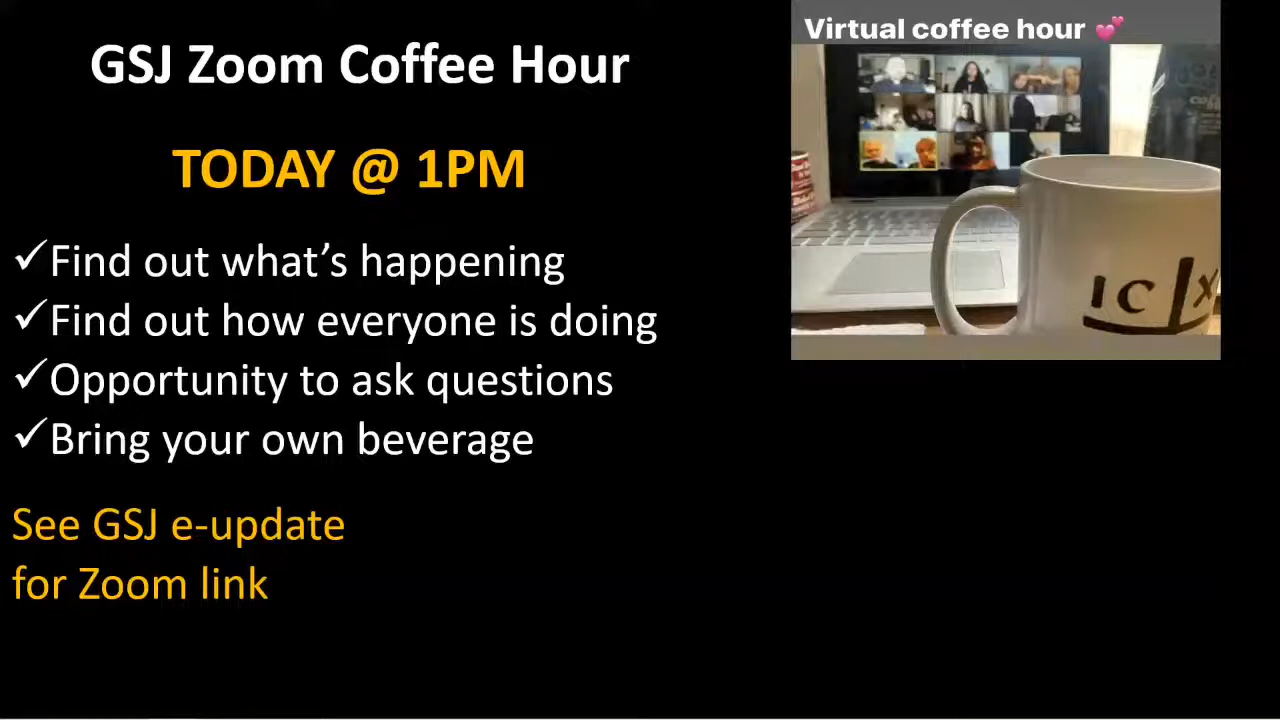 GSJ Zoom Coffee Hour
TODAY @ 1PM
✓Find out what’s happening
✓Find out how everyone is doing
✓Opportunity to ask questions
✓Bring your own beverage
See GSJ e-update
for Zoom link
Virtual coffee hour 💕
IC